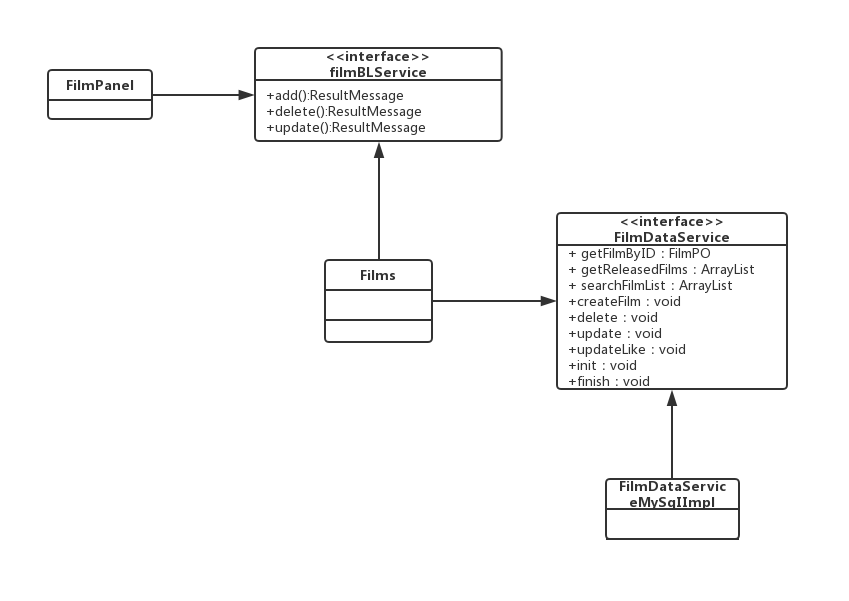 <<interface>>
filmBLService
FilmPanel
+add():ResultMessage
+delete():ResultMessage
+update():ResultMessage
<<interface>>
FilmDataService
+ getFilmByID : FilmPO
+ getReleasedFilms : ArrayList
+ searchFilmList : ArrayList
+createFilm : void
+delete : void
+update : void
+updateLike : void
+init : void
+finish : void
Films
FilmDataServic
eMySqlImpl